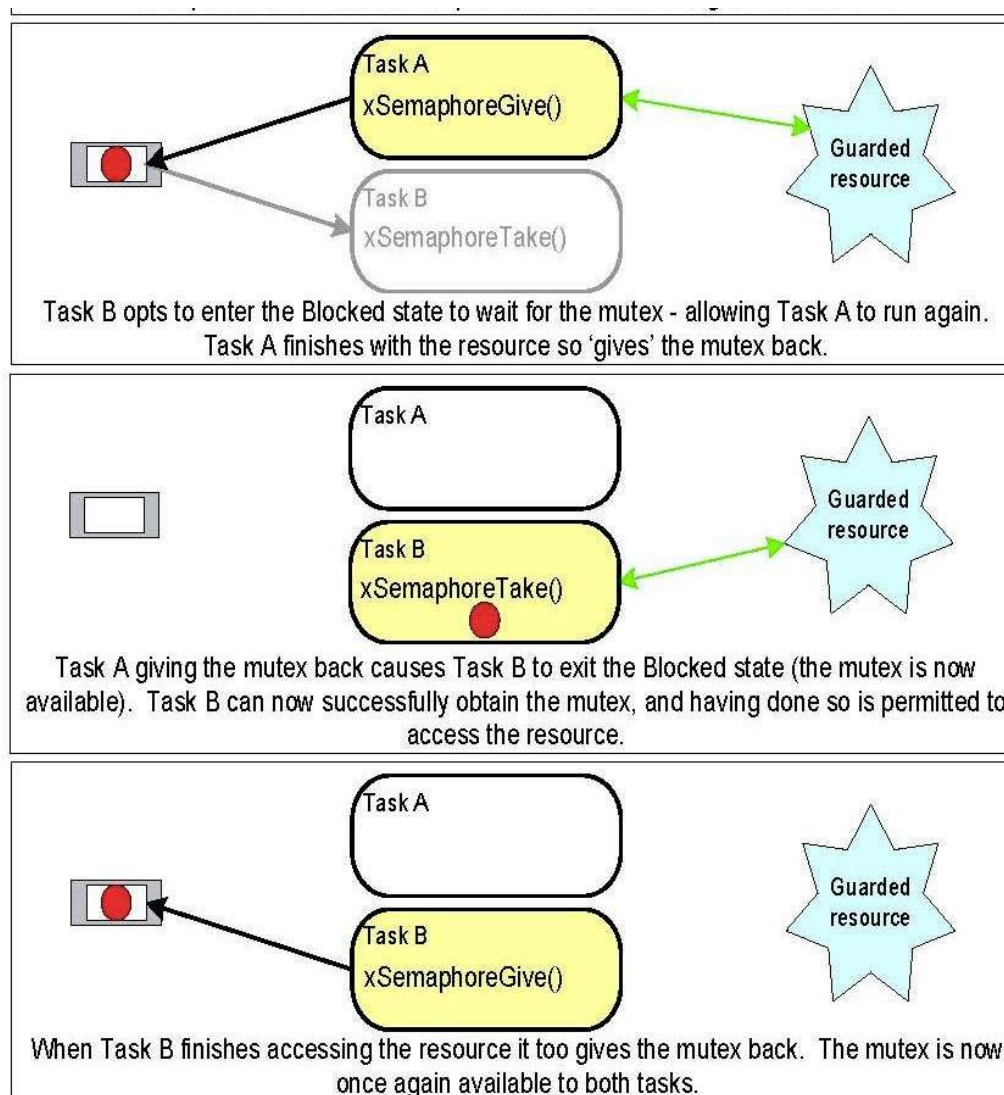 Task A
xSemaphoreGive()
Guarded
resource
Task B
xSemaphoreTake()
Task B opts to enter the Blocked state to wait for the mutex - allowing Task A to run again.
Task A finishes with the resource so ‘gives’ the mutex back.
Task A
Guarded
resource
Task B
xSemaphoreTake()
Task A giving the mutex back causes Task B to exit the Blocked state (the mutex is now
available). Task B can now successfully obtain the mutex, and having done so is permitted to
access the resource.
Task A
Guarded
resource
Task B
xSemaphoreGive()
When Task B finishes accessing the resource it too gives the mutex back. The mutex is now
once again available to both tasks.